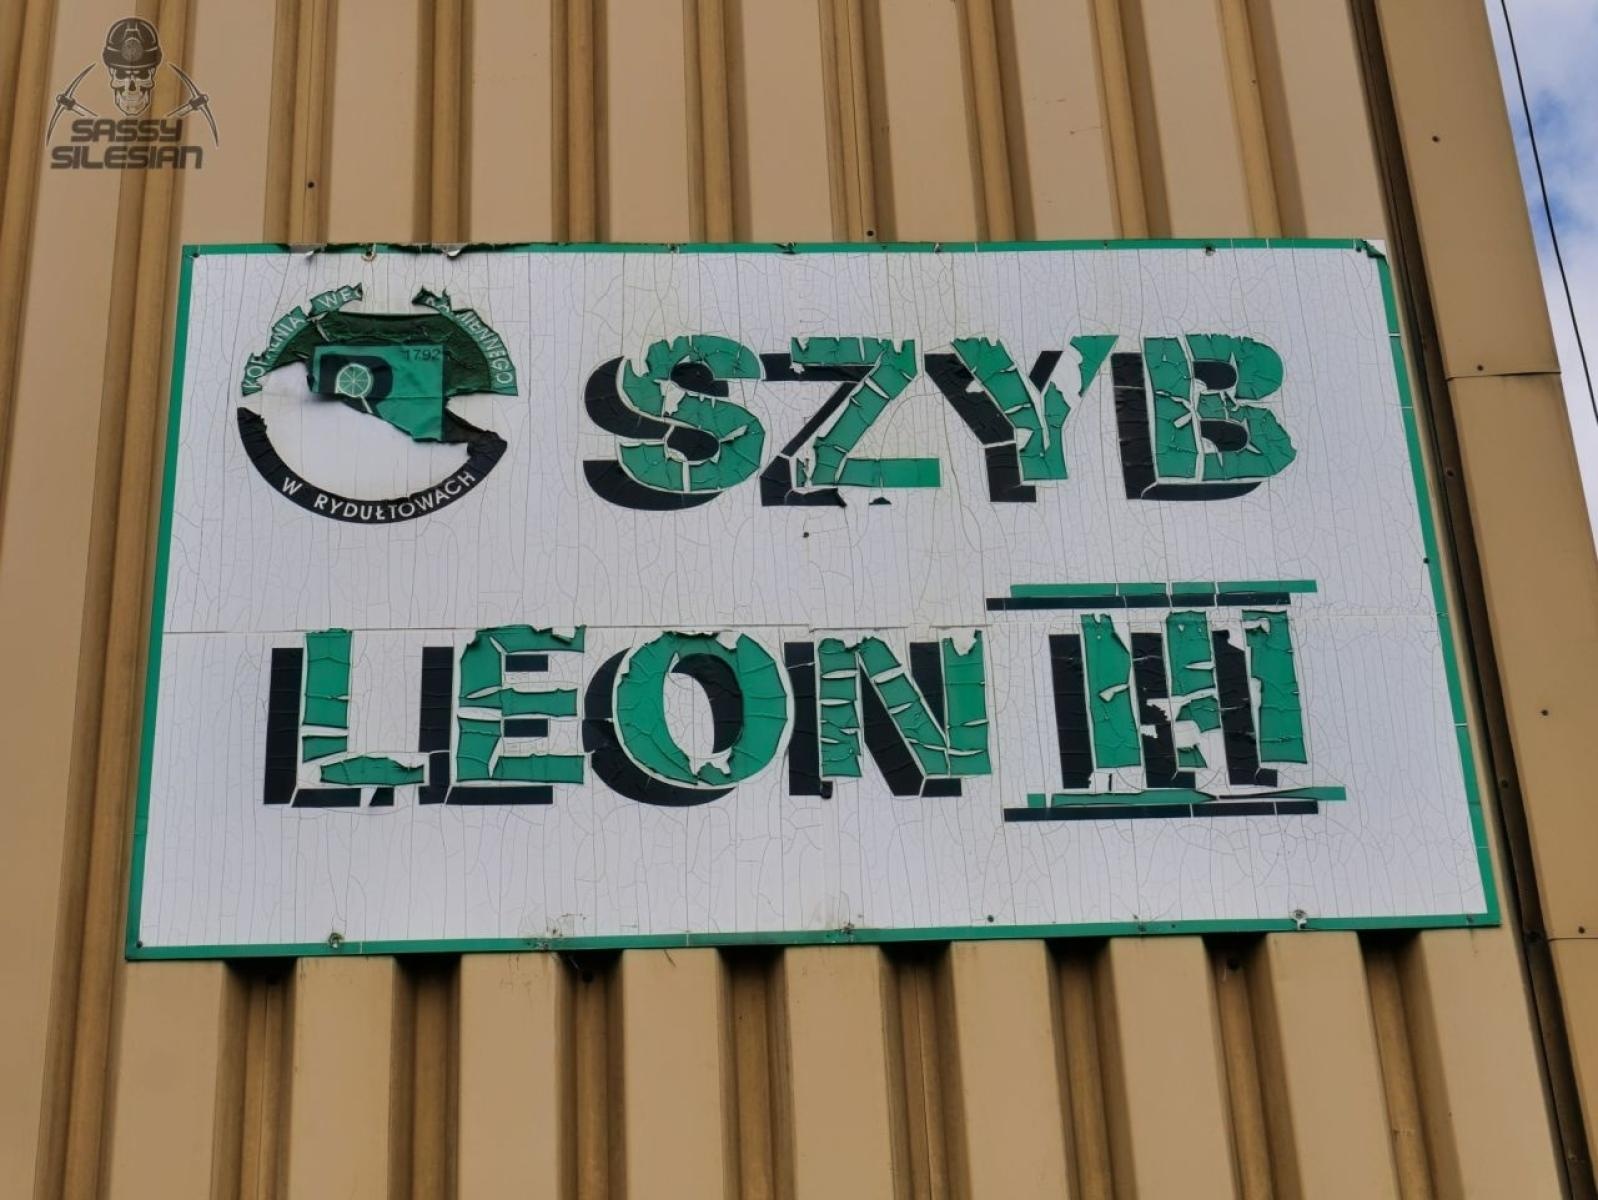 SASSY
SILESIAN
1792
W RYDUŁTOWACH
SZYB
LEON III